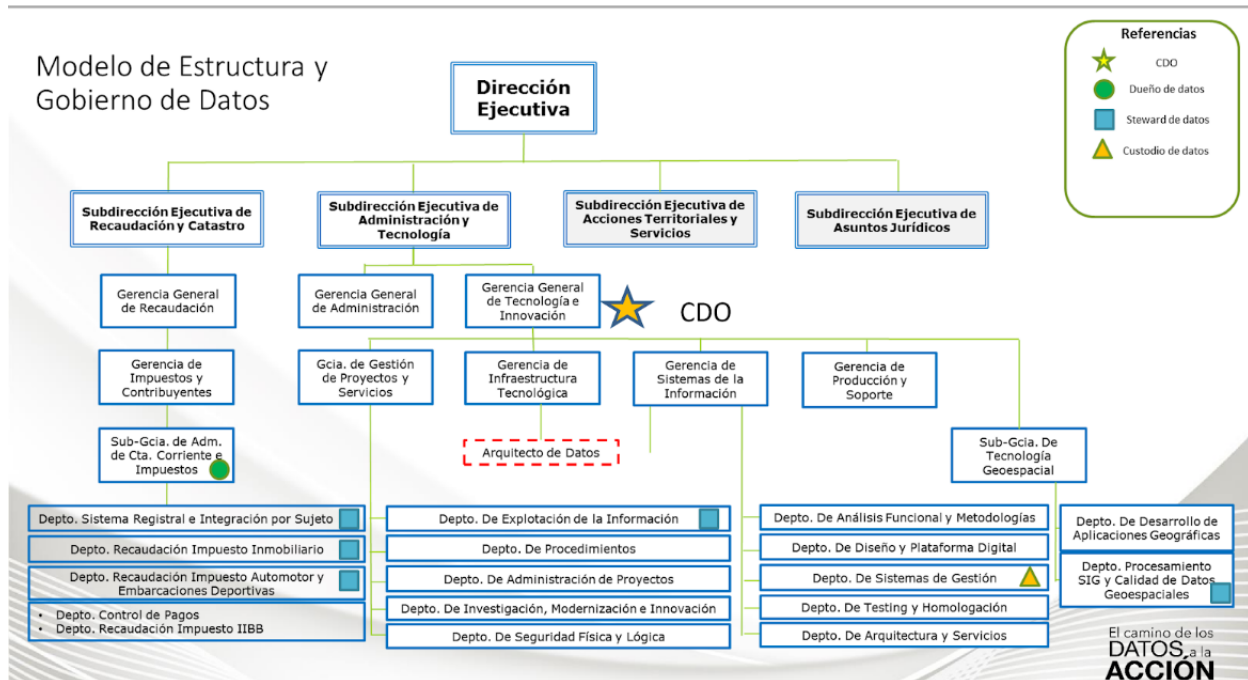 Modelo de Estructura y
Gobierno de Datos
Referencias
CDO
Dueño de datos
Steward de datos
Custodio de datos
Dirección
Ejecutiva
Subdirección Ejecutiva de
Recaudación y Catastro
Subdirección Ejecutiva de
Administración y
Tecnología
Subdirección Ejecutiva de
Acciones Territoriales y
Servicios
Subdirección Ejecutiva de
Asuntos Jurídicos
Gerencia General
de Recaudación
Gerencia General
de Administración
Gerencia General
de Tecnología e
Innovación
CDO
Gerencia de
Impuestos y
Contribuyentes
Gcia. de Gestión
de Proyectos y
Servicios
Gerencia de
Infraestructura
Tecnológica
Gerencia de
Sistemas de la
Información
Gerencia de
Producción y
Soporte
Sub-Gcia. de Adm.
de Cta. Corriente e
Impuestos
Arquitecto de Datos
Sub-Gcia. De
Tecnología
Geoespacial
Depto. Sistema Registral e Integración por Sujeto
Depto. Recaudación Impuesto Inmobiliario
Depto. Recaudación Impuesto Automotor y
Embarcaciones Deportivas
• Depto. Control de Pagos
• Depto. Recaudación Impuesto IIBB
Depto. De Explotación de la Información
Depto. De Procedimientos
Depto. De Administración de Proyectos
Depto. De Investigación, Modernización e Innovación
Depto. De Seguridad Física y Lógica
Depto. De Análisis Funcional y Metodologías
Depto. De Diseño y Plataforma Digital
Depto. De Sistemas de Gestión
Depto. De Testing y Homologación
Depto. De Arquitectura y Servicios
Depto. De Desarrollo de
Aplicaciones Geográficas
Depto. Procesamiento
SIG y Calidad de Datos
Geoespaciales
El camino de los
DATOS a la
ACCIÓN